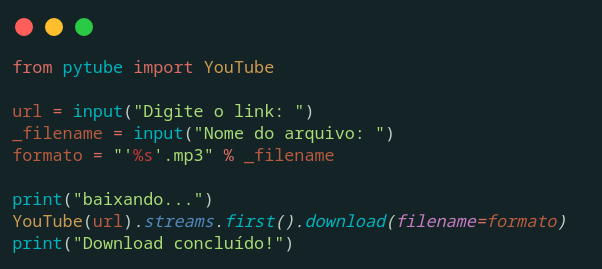 from pytube import YouTube
url = input("Digite o link: ")
_filename = input("Nome do arquivo: ")
formato = "'%s'.mp3" % _filename
print("baixando...")
YouTube(url).streams.first().download(filename=formato)
print("Download concluído!")